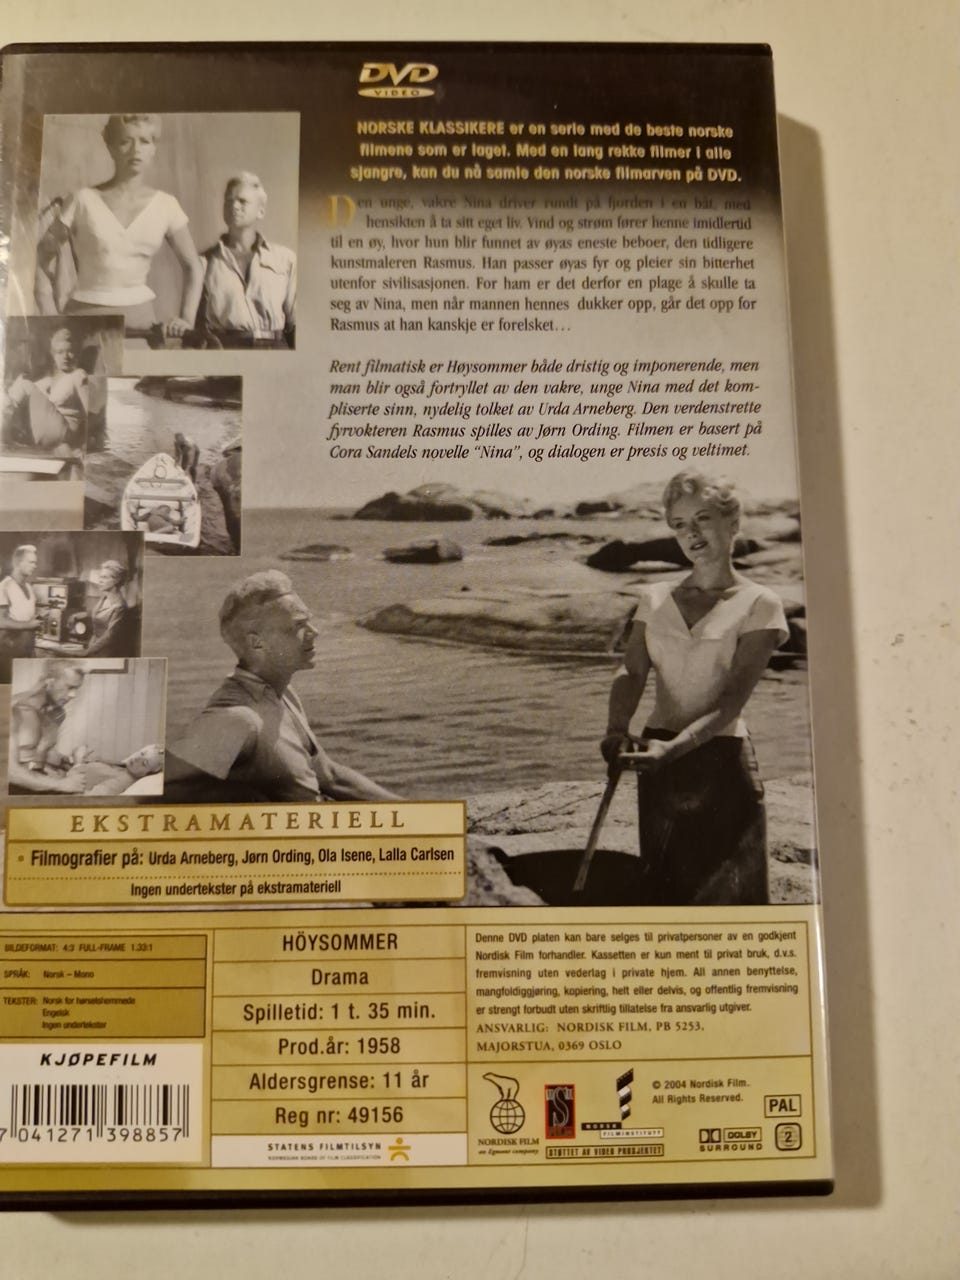 DVD
VIDEO
NORSKE KLASSIKERE er en serie med de beste norske
filmene som er laget. Med en lang rekke filmer i alle
sjangre, kan du nå samle den norske filmarven på DVD.
Den unge, vakre Nina driver rundt på fjorden i en båt, med
hensikten å ta sitt eget liv. Vind og strøm fører henne imidlertid
til en øy, hvor hun blir funnet av øyas eneste beboer, den tidligere
kunstmaleren Rasmus. Han passer øyas fyr og pleier sin bitterhet
utenfor sivilisasjonen. For ham er det derfor en plage å skulle ta
seg av Nina, men når mannen hennes dukker opp, går det opp for
Rasmus at han kanskje er forelsket…
Rent filmatisk er Høysommer både dristig og imponerende, men
man blir også fortryllet av den vakre, unge Nina med det kom-
pliserte sinn, nydelig tolket av Urda Arneberg. Den verdenstrette
fyrvokteren Rasmus spilles av Jørn Ording. Filmen er basert på
Cora Sandels novelle "Nina", og dialogen er presis og veltimet.
EKSTRAMATERIELL
• Filmografier på: Urda Arneberg, Jørn Ording, Ola Isene, Lalla Carlsen
Ingen undertekster på ekstramateriell
BILDEFORMAT: 4:3 FULL-FRAME 1.33:1
SPRÅK: Norsk – Mono
TEKSTER: Norsk for hørselshemmede
Engelsk
Ingen undertekster
KJØPEFILM
7 041271 398857
HÖYSOMMER
Drama
Spilletid: 1 t. 35 min.
Prod.år: 1958
Aldersgrense: 11 år
Reg nr: 49156
STATENS FILMTILSYN
NORWEGIAN BOARD OF FILM CLASSIFICATION
Denne DVD platen kan bare selges til privatpersoner av en godkjent
Nordisk Film forhandler. Kassetten er kun ment til privat bruk, d.v.s.
fremvisning uten vederlag i private hjem. All annen benyttelse,
mangfoldiggjøring, kopiering, helt eller delvis, og offentlig fremvisning
er strengt forbudt uten skriftlig tillatelse fra ansvarlig utgiver.
ANSVARLIG: NORDISK FILM, PB 5253,
MAJORSTUA, 0369 OSLO
NORDISK FILM
an Egmont company
S
NORSK
FILMINSTITUTT
STØTTET AV VIDEO PROSJEKTET
© 2004 Nordisk Film.
All Rights Reserved.
PAL
DOLBY
SURROUND
2